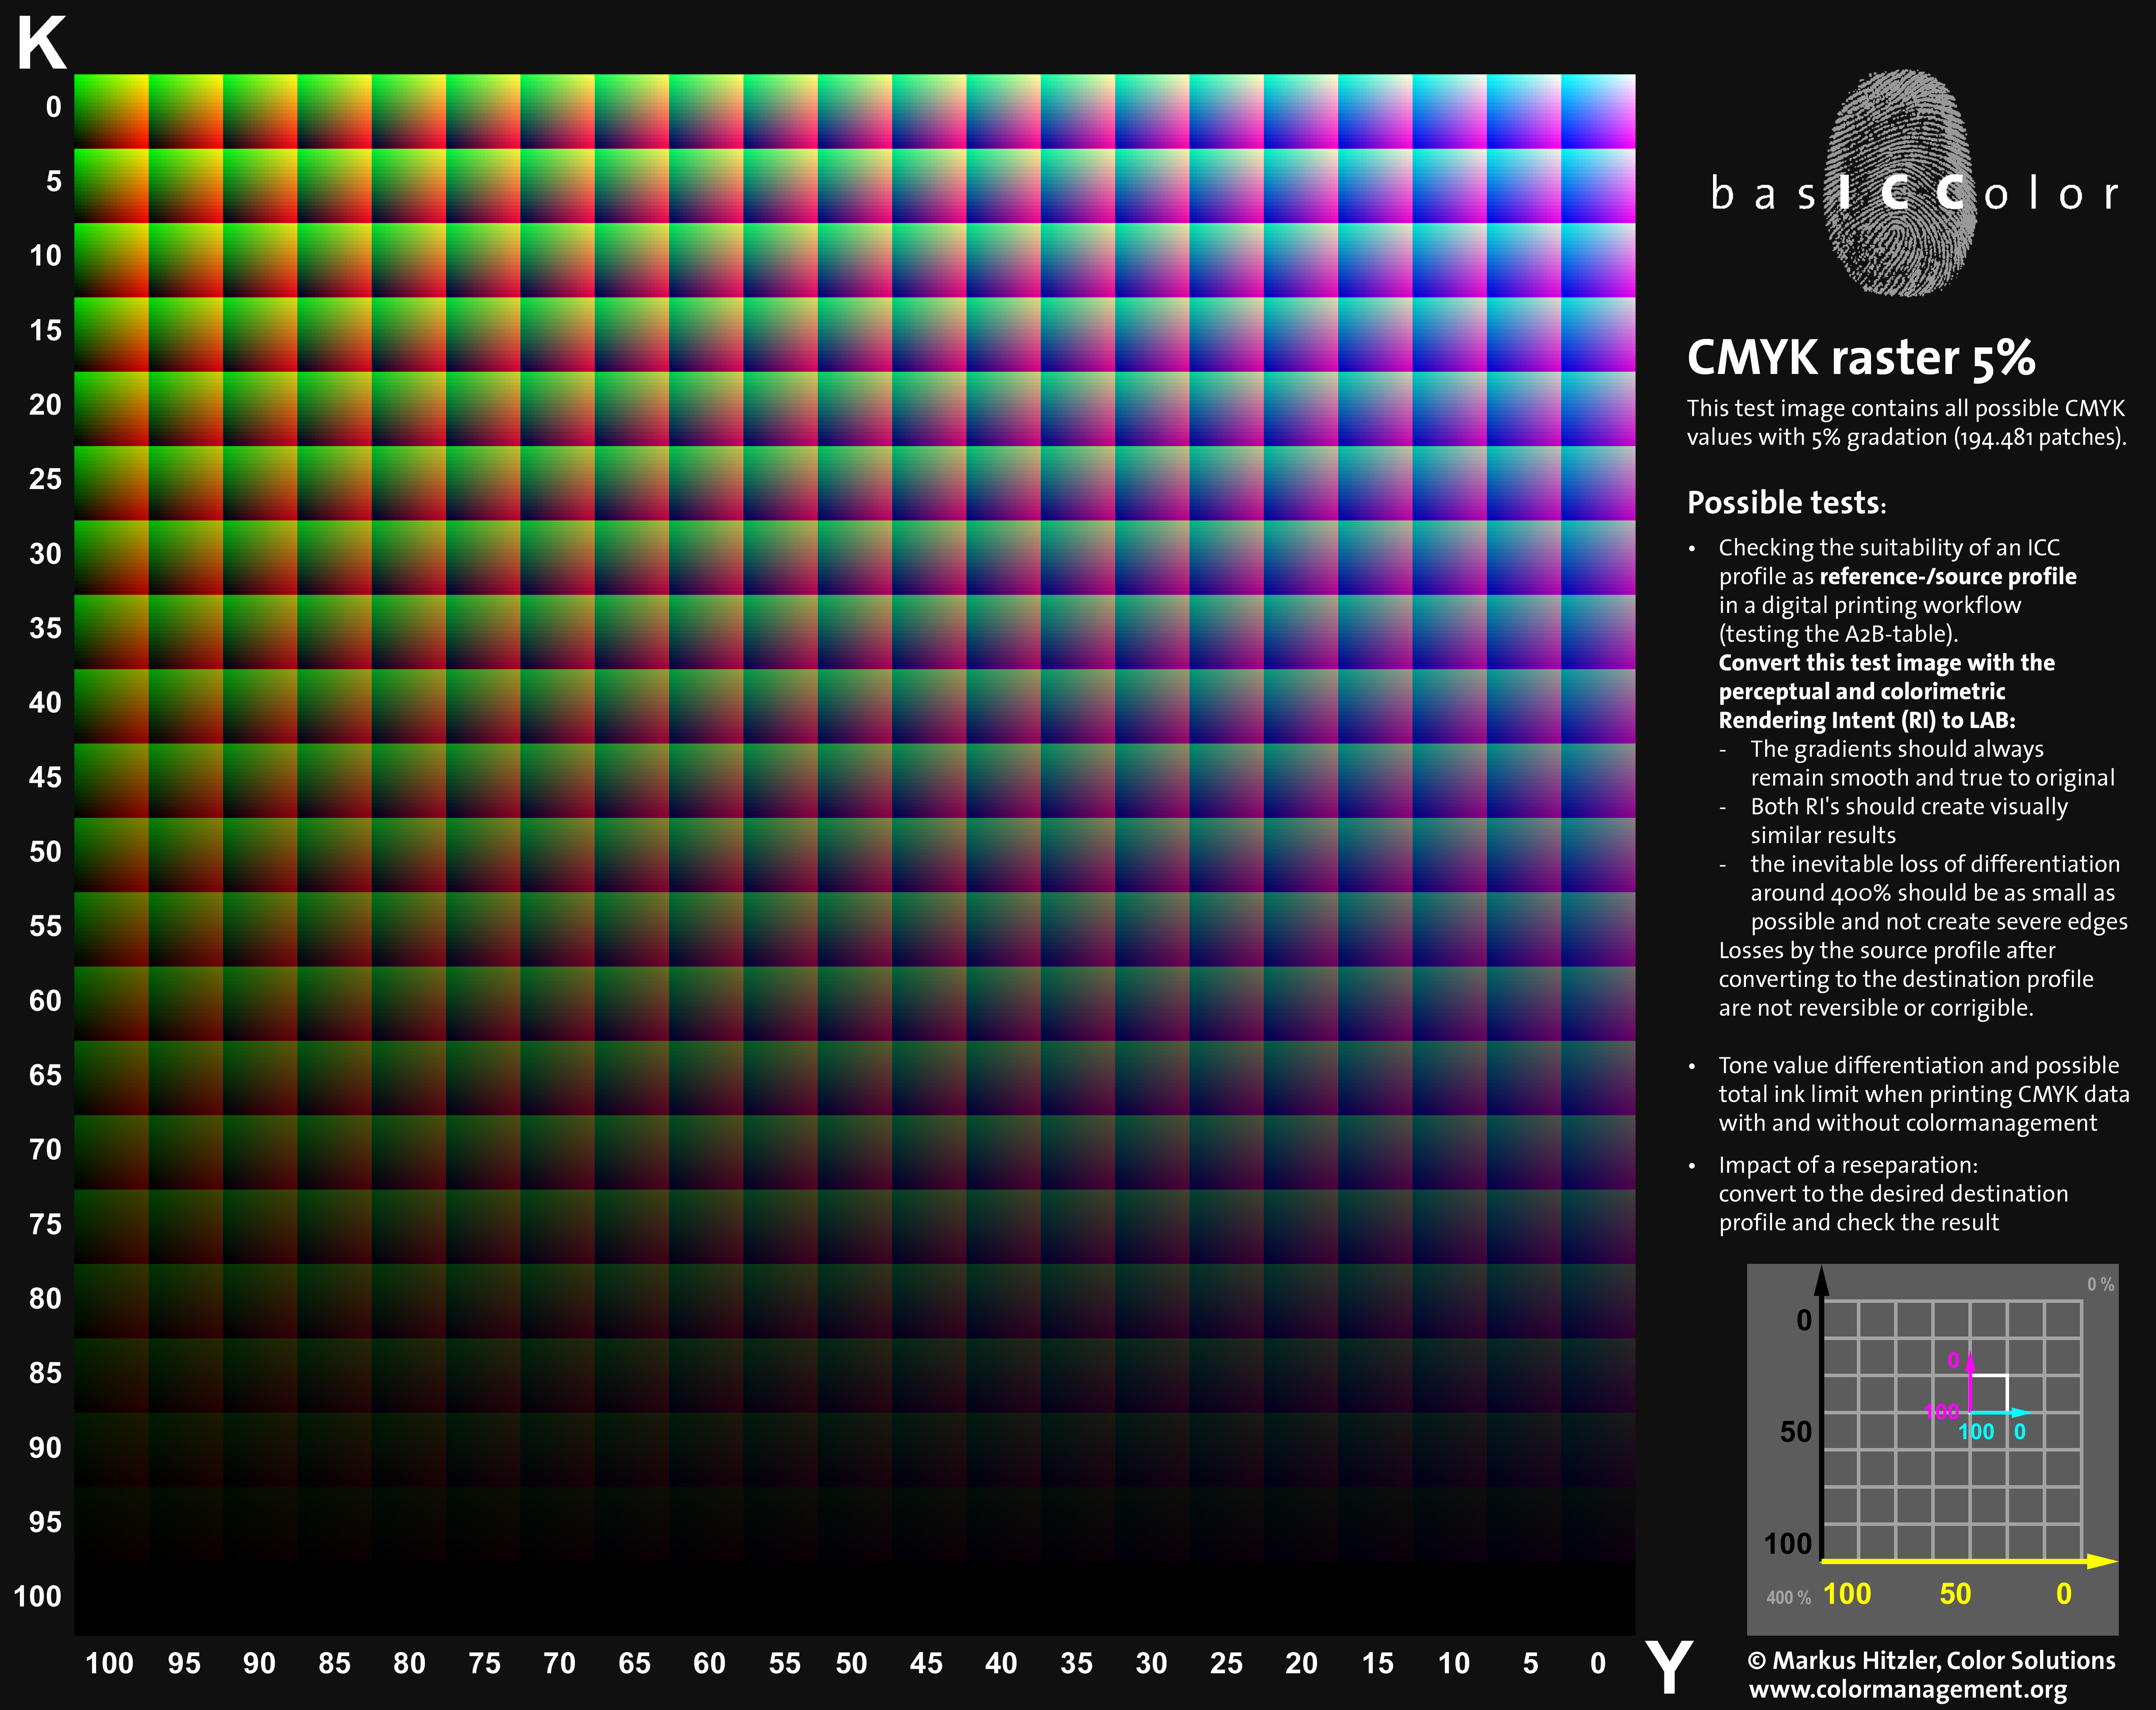 K
0
5
10
15
20
25
30
35
40
45
50
55
60
65
70
75
80
85
90
95
100
100 95 90 85 80 75 70 65 60 55 50 45 40 35 30 25 20 15 10 5 0
Y
basICColor
CMYK raster 5%
This test image contains all possible CMYK
values with 5% gradation (194.481 patches).
Possible tests:
• Checking the suitability of an ICC
profile as reference-/source profile
in a digital printing workflow
(testing the A2B-table).
Convert this test image with the
perceptual and colorimetric
Rendering Intent (RI) to LAB:
- The gradients should always
remain smooth and true to original
- Both RI's should create visually
similar results
- the inevitable loss of differentiation
around 400% should be as small as
possible and not create severe edges
Losses by the source profile after
converting to the destination profile
are not reversible or corrigible.
• Tone value differentiation and possible
total ink limit when printing CMYK data
with and without colormanagement
• Impact of a reseparation:
convert to the desired destination
profile and check the result
0 %
0
0
100
100 0
50
100
400 % 100 50 0
© Markus Hitzler, Color Solutions
www.colormanagement.org